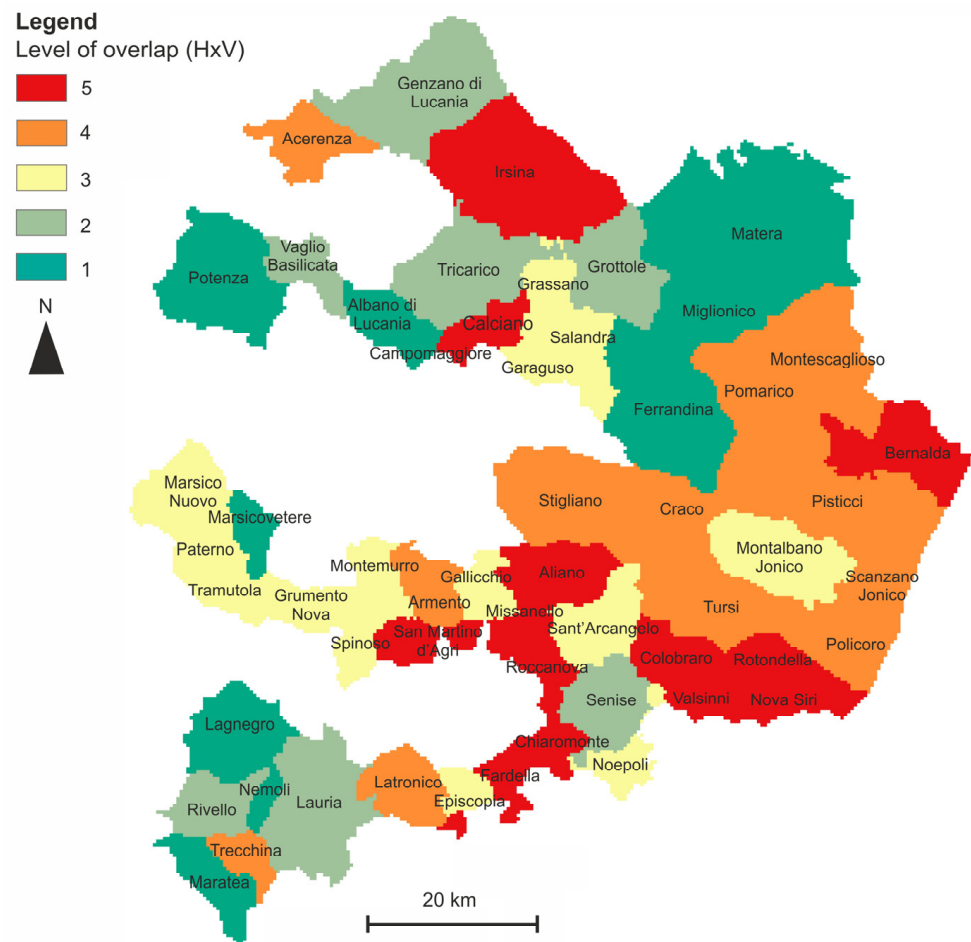 Legend
Level of overlap (HxV)
5
4
3
2
1
N
Genzano di
Lucania
Acerenza
Irsina
Matera
Vaglio
Basilicata
Potenza
Tricarico
Grottole
Grassano
Albano di
Lucania
Miglionico
Calciano
Salandra
Campomaggiore
Garaguso
Montescaglioso
Pomarico
Ferrandina
Bernalda
Marsico
Nuovo
Stigliano
Pisticci
Craco
Marsicovetere
Paterno
Montalbano
Jonico
Montemurro
Gallicchio
Aliano
Scanzano
Jonico
Tramutola
Grumento
Nova
Armento
Missanello
Tursi
San Martino
d'Agri
Sant'Arcangelo
Spinoso
Policoro
Roccanova
Colobraro
Rotondella
Senise
Valsinni
Nova Siri
Lagnegro
Chiaromonte
Noepoli
Fardella
Latronico
Nemoli
Episcopia
Rivello
Lauria
Trecchina
Maratea
20 km